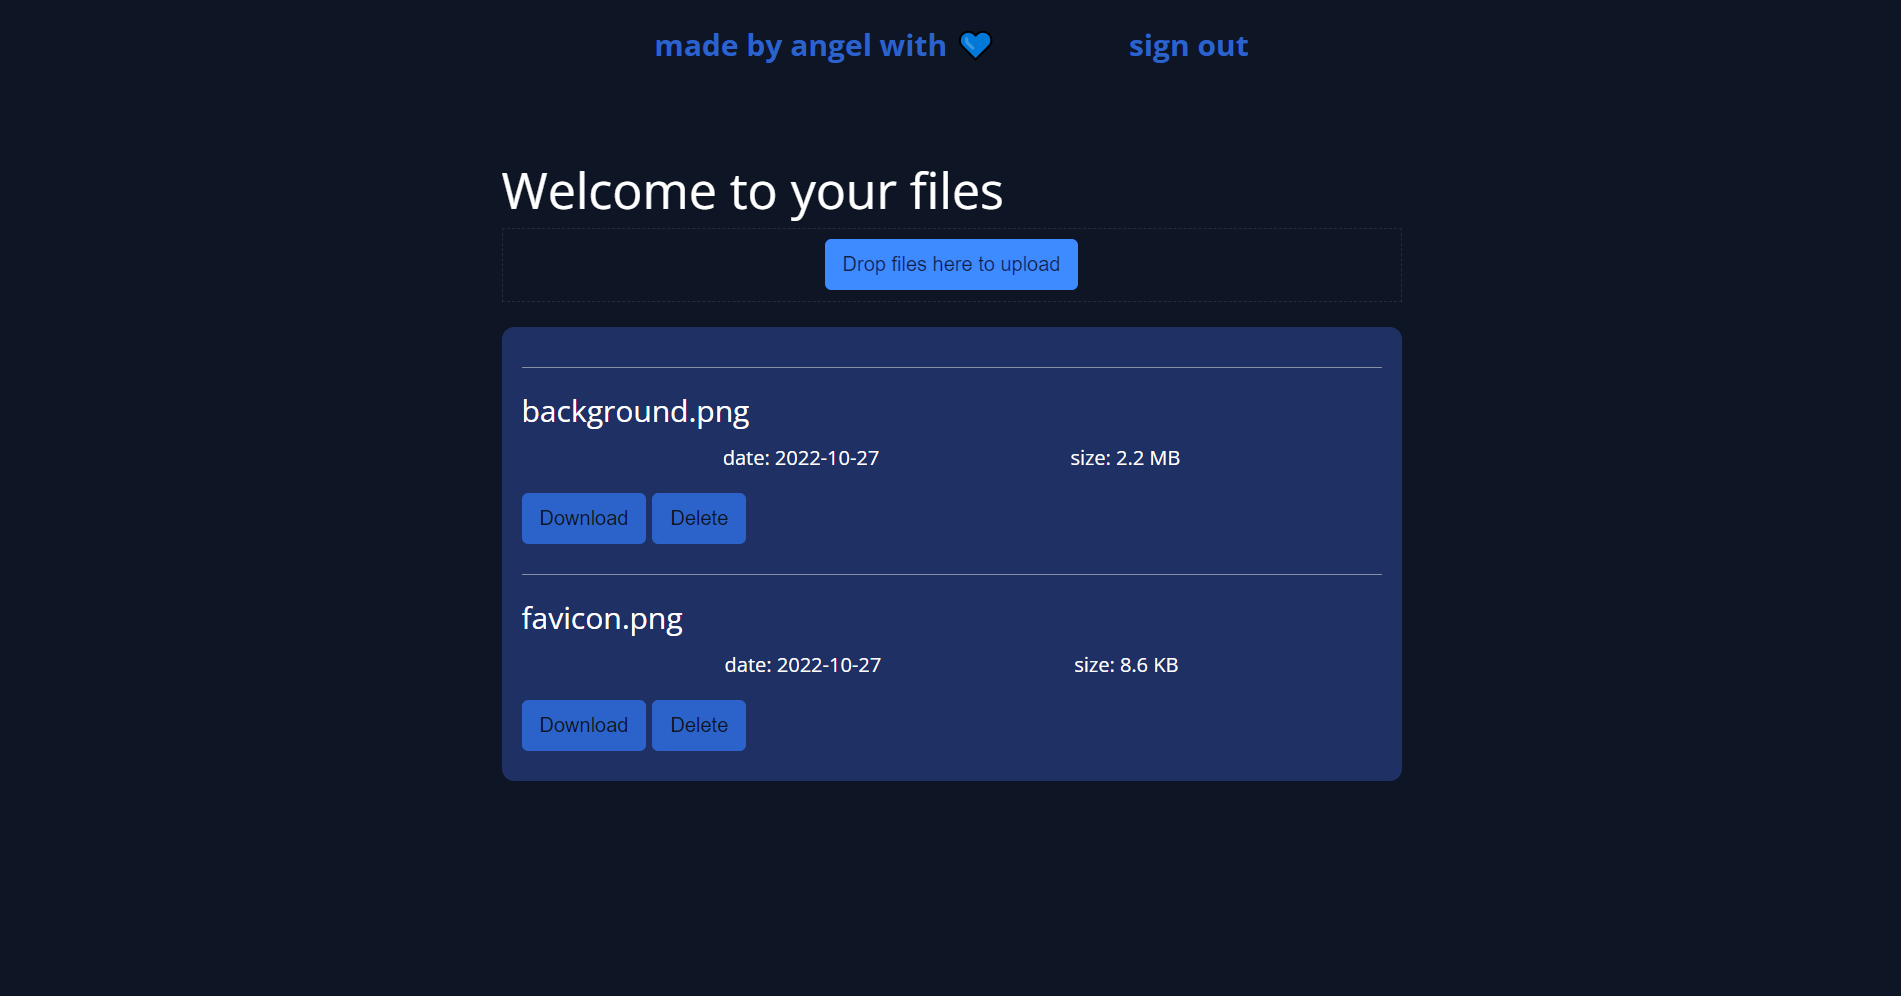 made by angel with 💙 sign out
Welcome to your files
Drop files here to upload
background.png
date: 2022-10-27 size: 2.2 MB
Download Delete
favicon.png
date: 2022-10-27 size: 8.6 KB
Download Delete